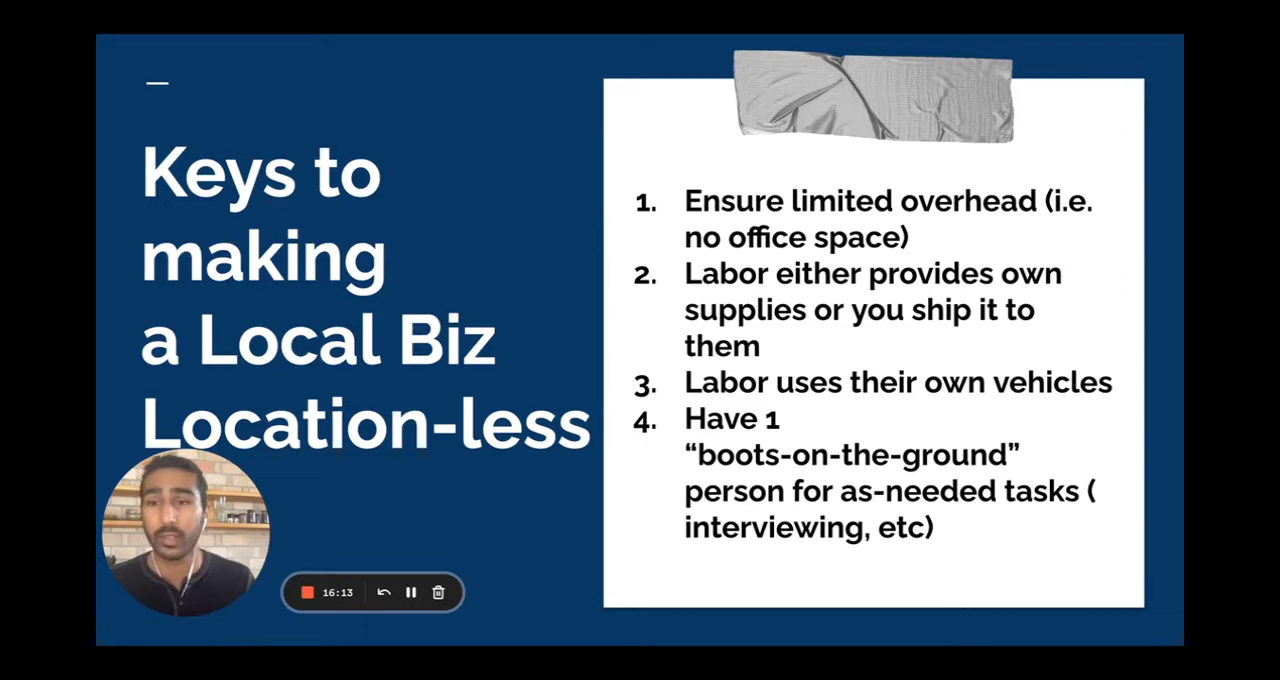 Keys to
making
a Local Biz
Location-less
1. Ensure limited overhead (i.e.
no office space)
2. Labor either provides own
supplies or you ship it to
them
3. Labor uses their own vehicles
4. Have 1
“boots-on-the-ground”
person for as-needed tasks (
interviewing, etc)
16:13